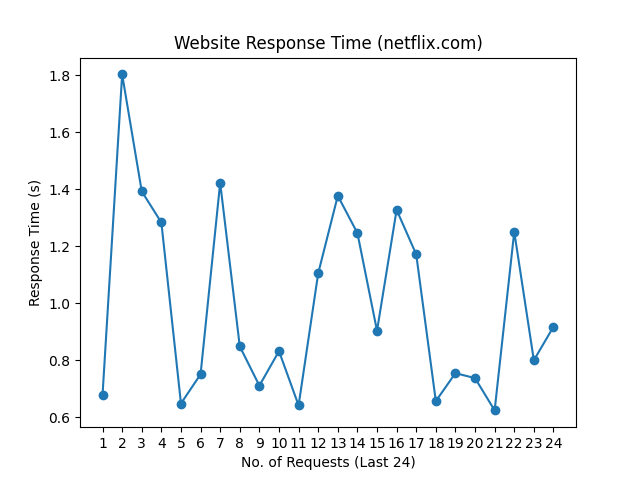 Website Response Time (netflix.com)
Response Time (s)
1.8
1.6
1.4
1.2
1.0
0.8
0.6
1 2 3 4 5 6 7 8 9 10 11 12 13 14 15 16 17 18 19 20 21 22 23 24
No. of Requests (Last 24)